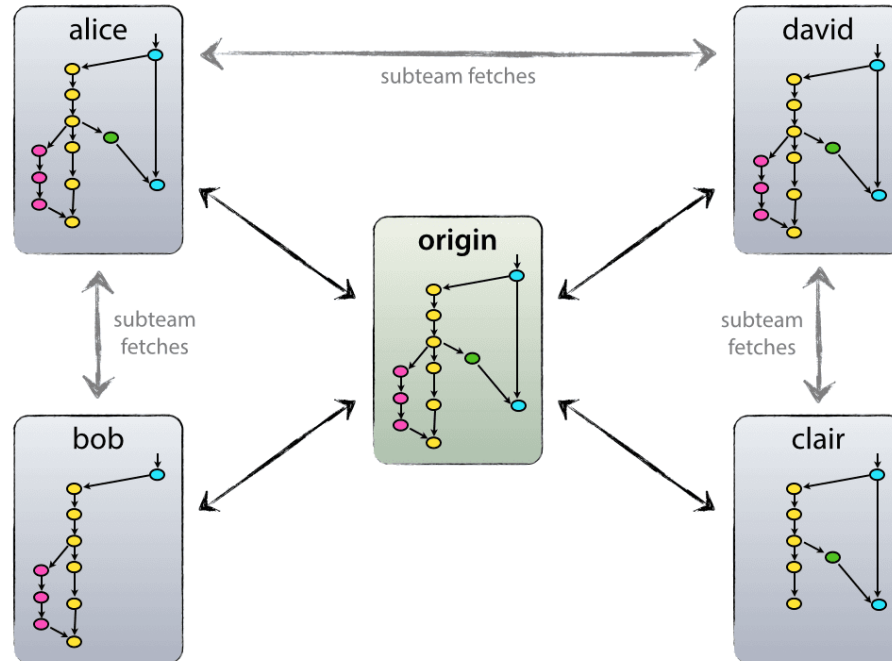 alice
david
subteam fetches
origin
subteam
fetches
subteam
fetches
bob
clair